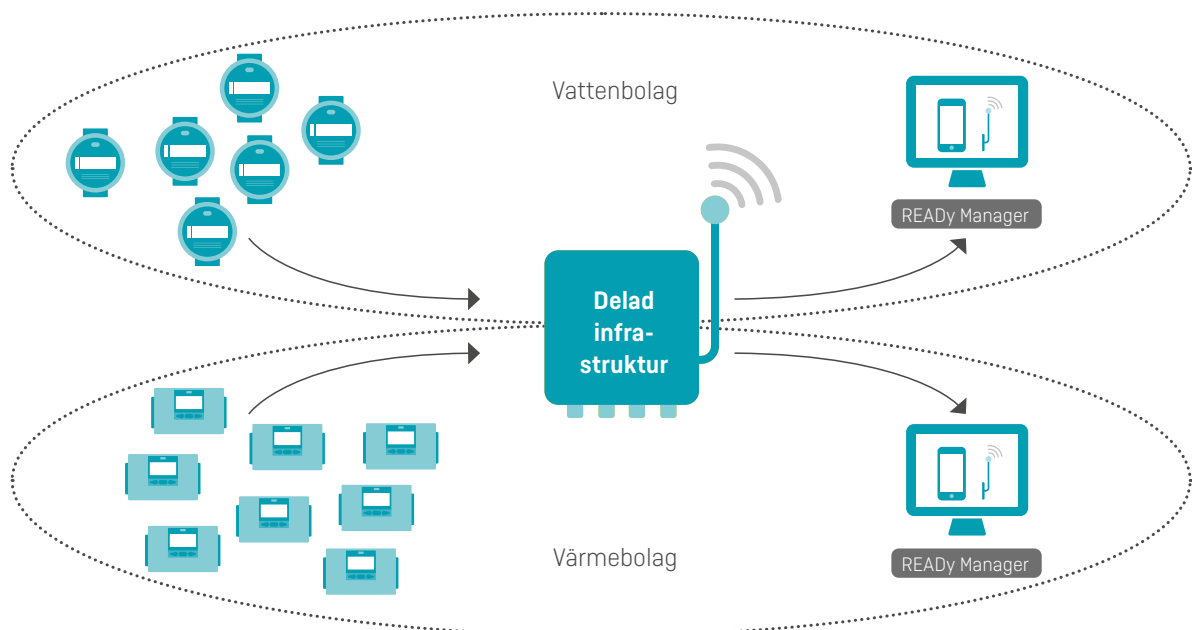 Vattenbolag
READy Manager
Delad
infra-
struktur
Värmebolag
READy Manager